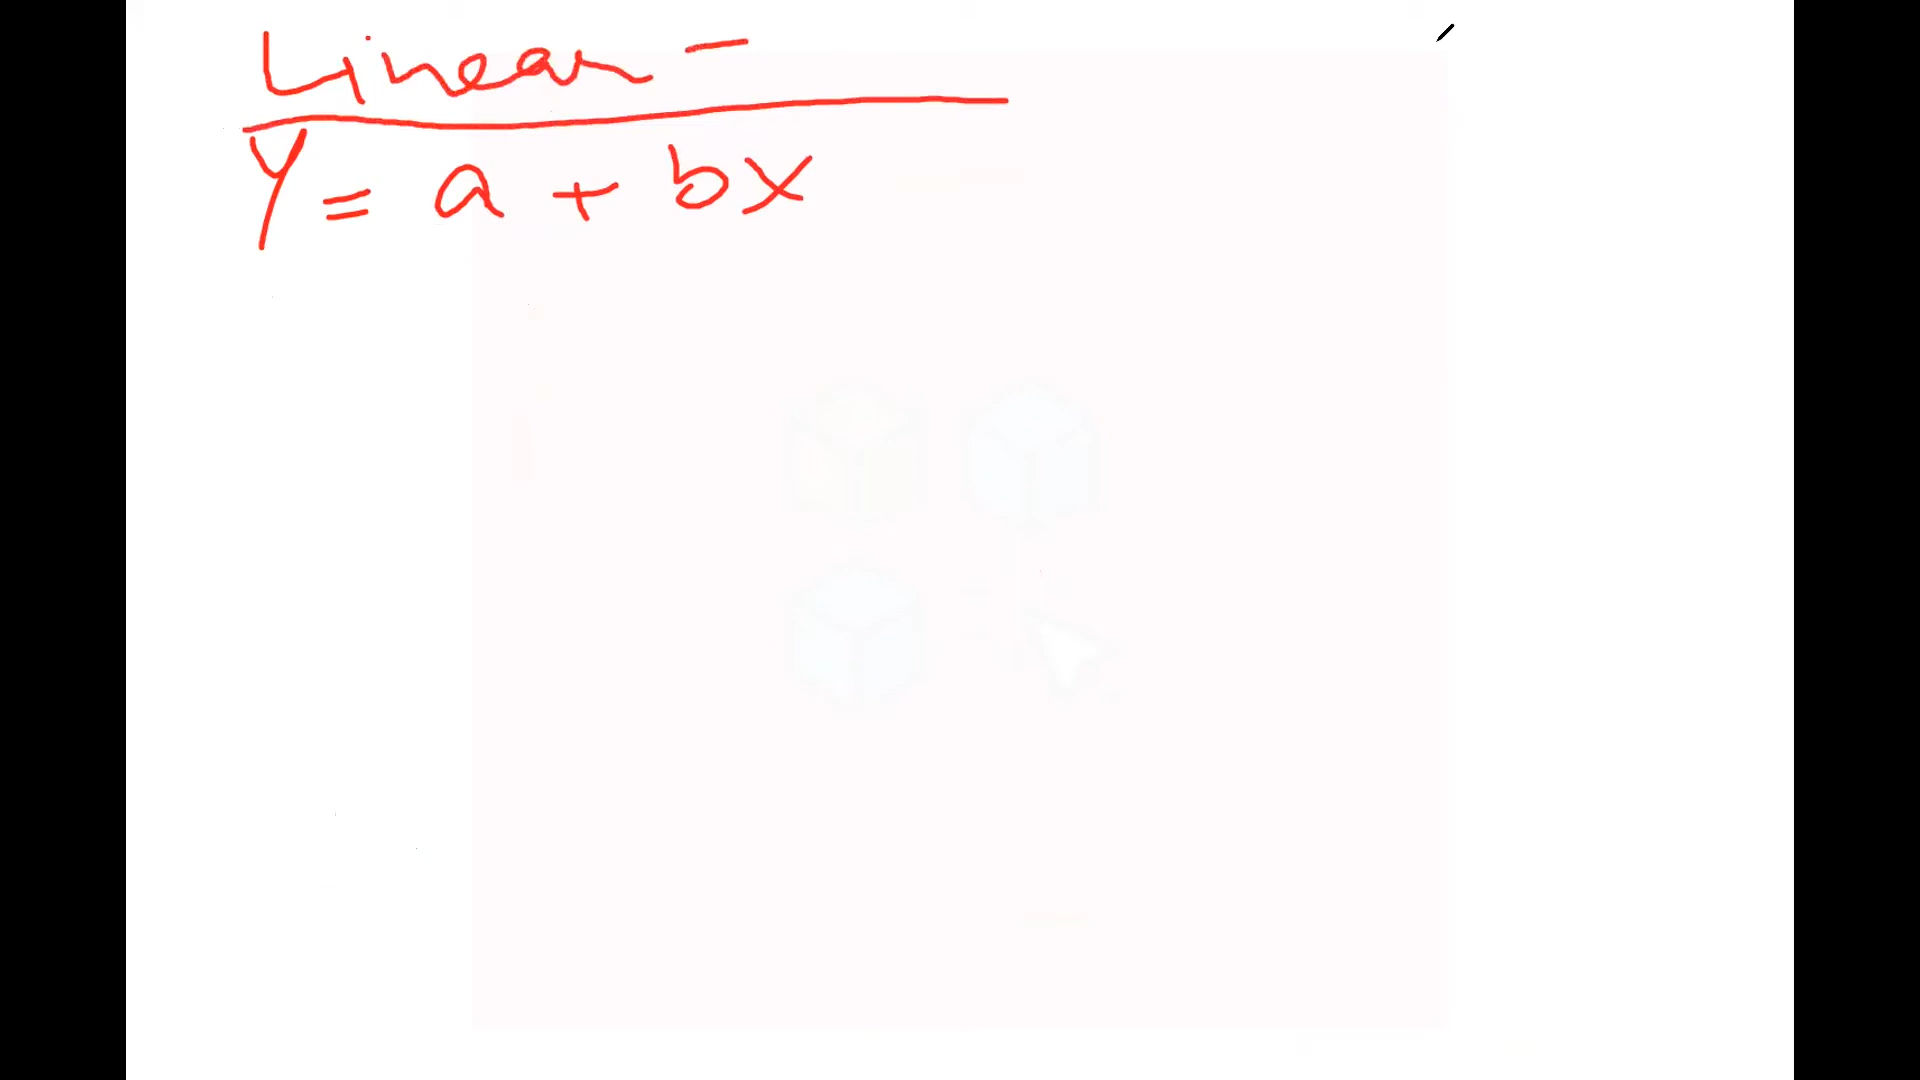 Linear -
Y = a + bx